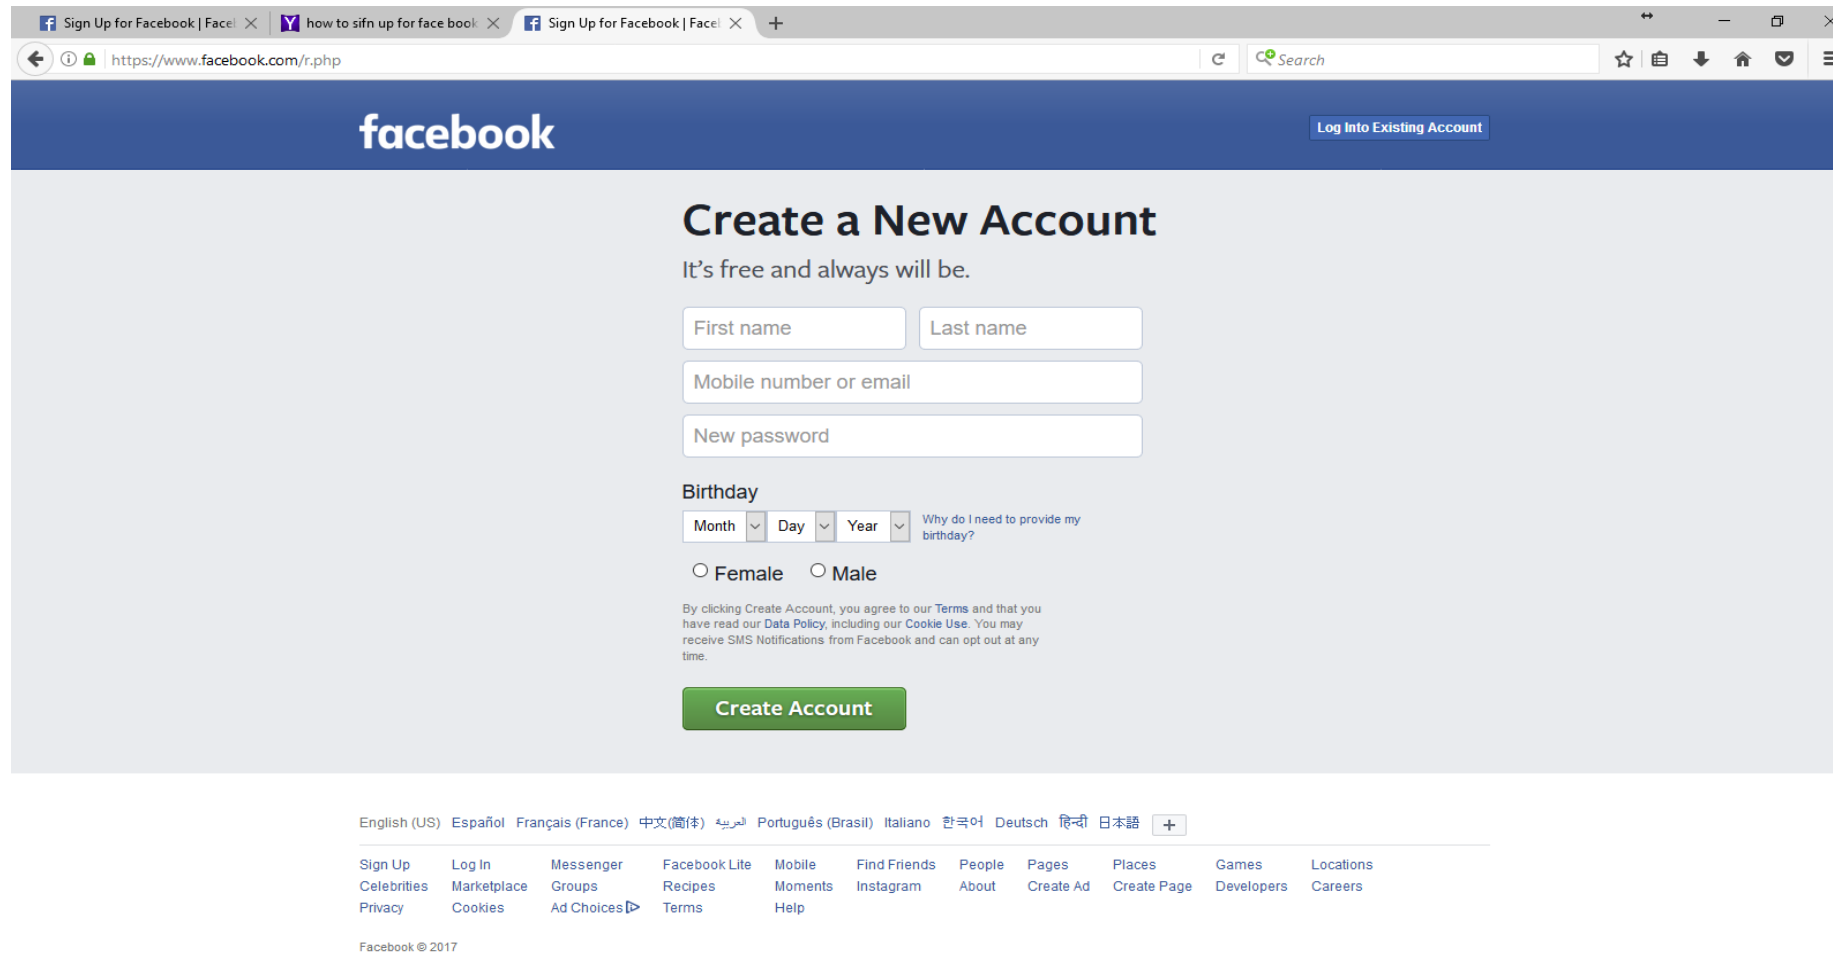 Sign Up for Facebook | Facel
how to sifn up for face book
Sign Up for Facebook | Facel
https://www.facebook.com/r.php
Search
facebook
Log Into Existing Account
Create a New Account
It's free and always will be.
First name Last name
Mobile number or email
New password
Birthday
Month Day Year
Why do I need to provide my
birthday?
Female Male
By clicking Create Account, you agree to our Terms and that you
have read our Data Policy, including our Cookie Use. You may
receive SMS Notifications from Facebook and can opt out at any
time.
Create Account
English (US) Español Français (France) 中文(简体) العربية Português (Brasil) Italiano 한국어 Deutsch हिन्दी 日本語 +
Sign Up Log In Messenger Facebook Lite Mobile Find Friends People Pages Places Games Locations
Celebrities Marketplace Groups Recipes Moments Instagram About Create Ad Create Page Developers Careers
Privacy Cookies Ad Choices Terms Help
Facebook © 2017